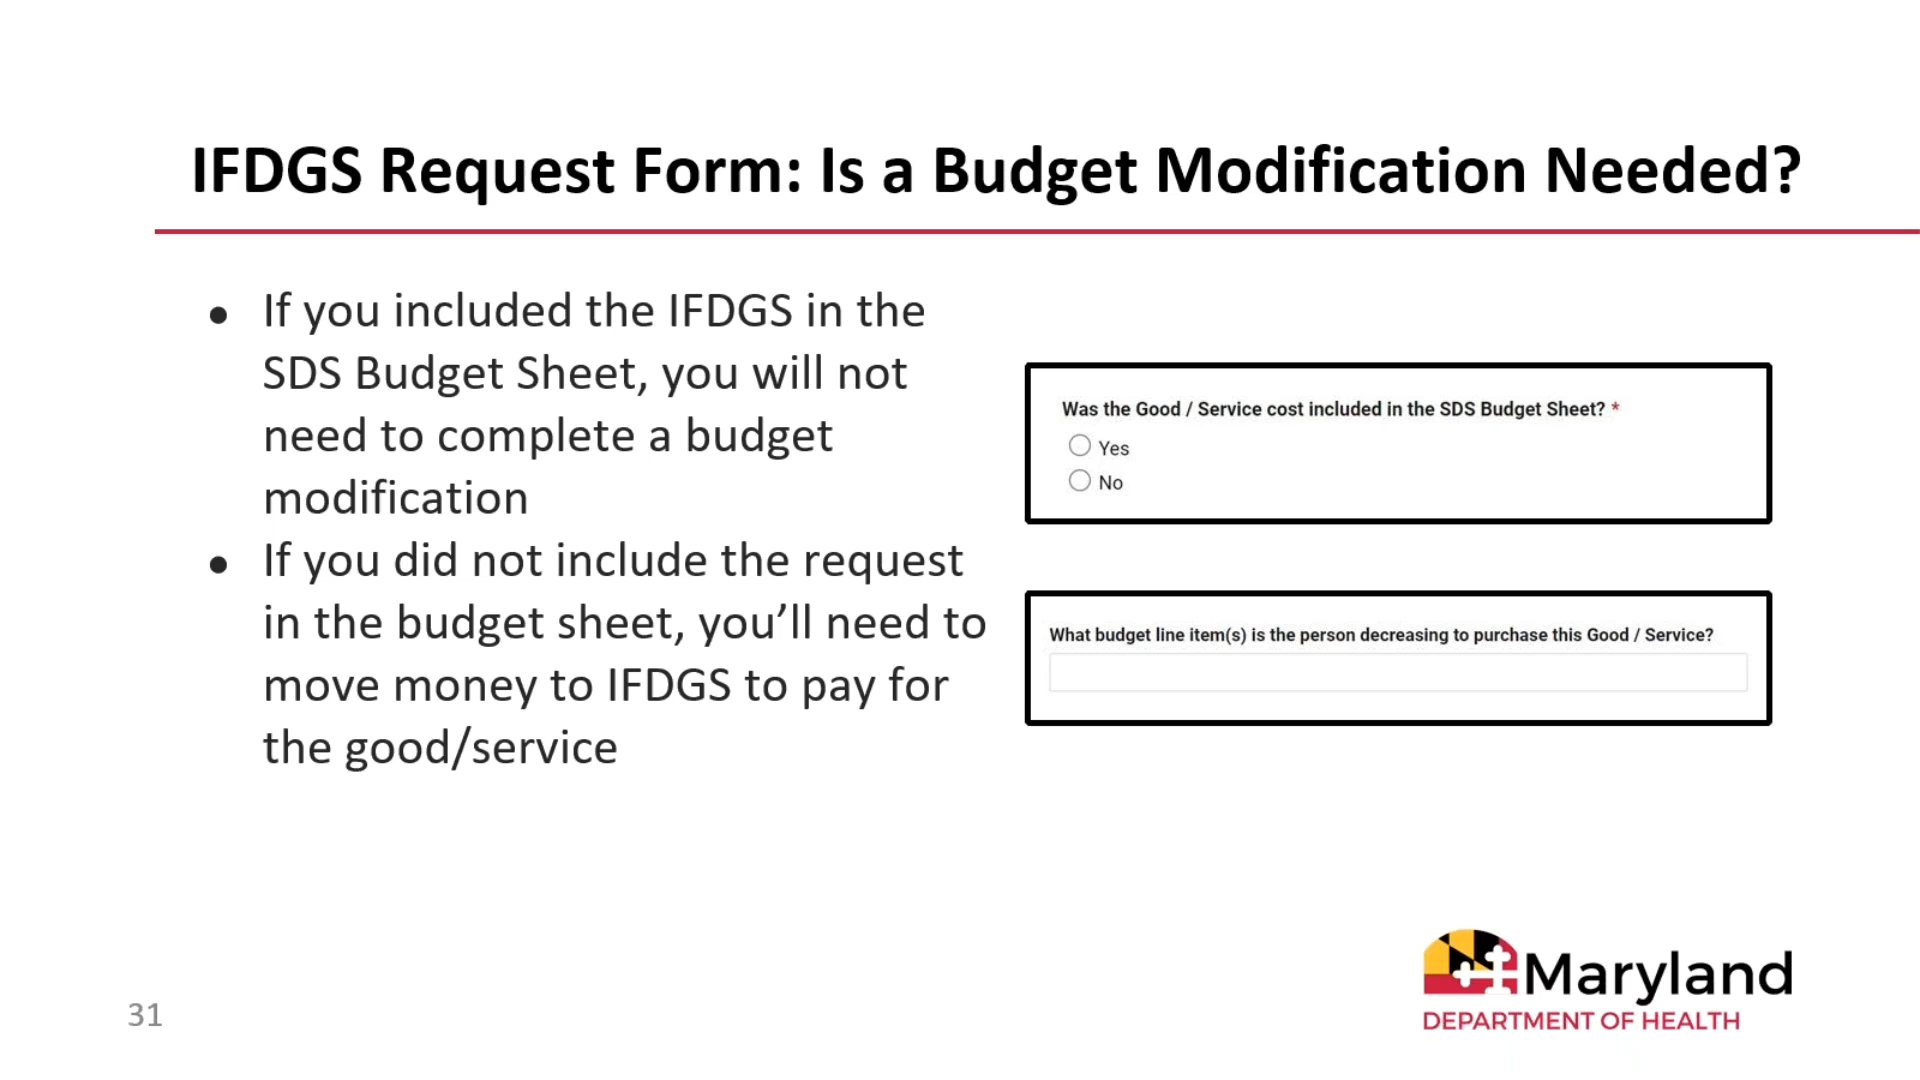 IFDGS Request Form: Is a Budget Modification Needed?
● If you included the IFDGS in the
SDS Budget Sheet, you will not
need to complete a budget
modification
● If you did not include the request
in the budget sheet, you’ll need to
move money to IFDGS to pay for
the good/service
Was the Good / Service cost included in the SDS Budget Sheet? *
Yes
No
What budget line item(s) is the person decreasing to purchase this Good / Service?
31
Maryland
DEPARTMENT OF HEALTH